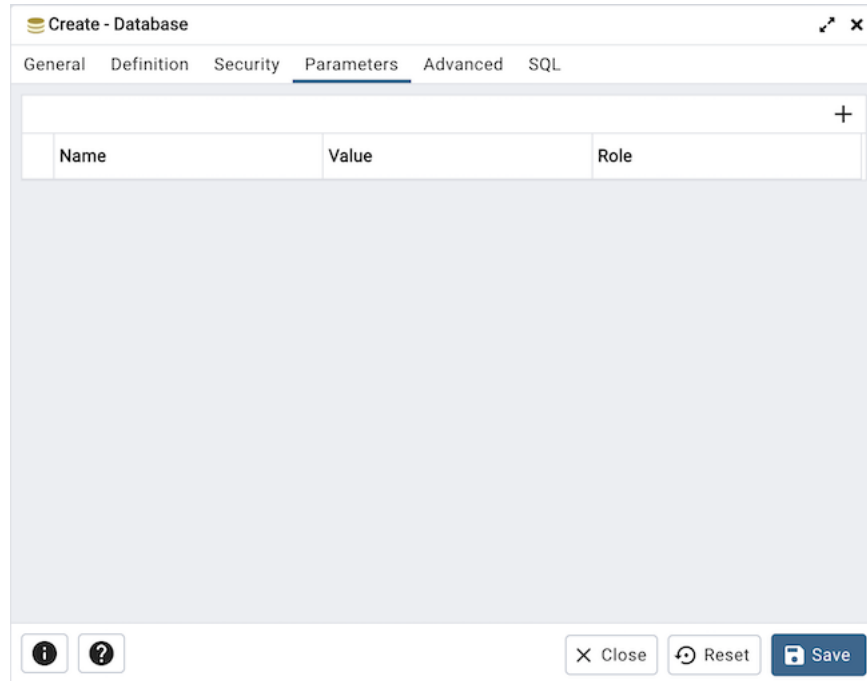 Create - Database
General Definition Security Parameters Advanced SQL
Name Value Role
Close Reset Save